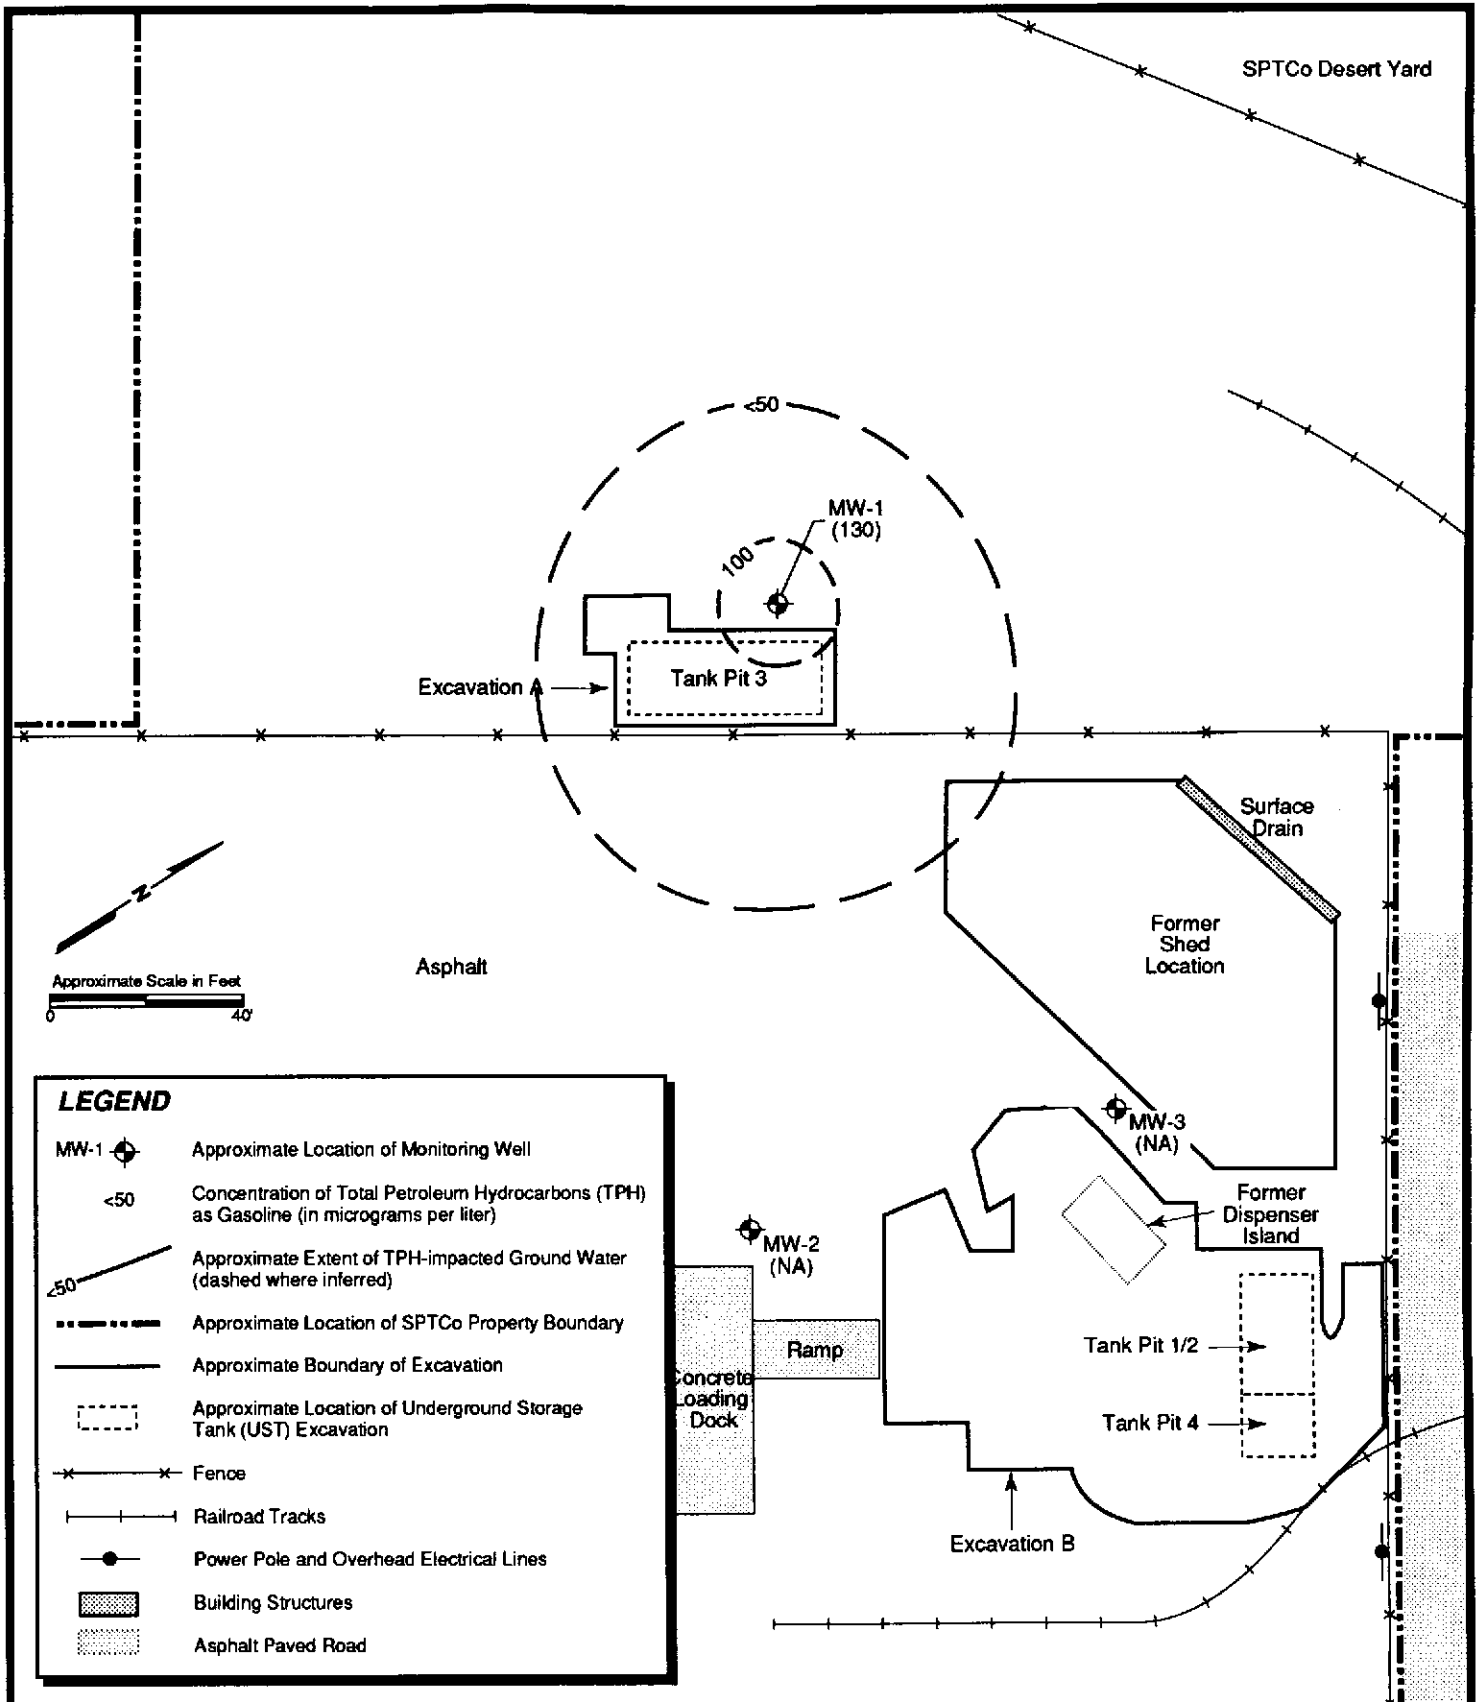 SPTCo Desert Yard
<50
MW-1
(130)
100
Tank Pit 3
Excavation A
Surface
Drain
N
Approximate Scale in Feet
0 40'
Asphalt
Former
Shed
Location
MW-3
(NA)
MW-2
(NA)
Former
Dispenser
Island
Ramp
Concrete
Loading
Dock
Tank Pit 1/2
Tank Pit 4
Excavation B
LEGEND
MW-1 Approximate Location of Monitoring Well
<50 Concentration of Total Petroleum Hydrocarbons (TPH)
as Gasoline (in micrograms per liter)
<50 Approximate Extent of TPH-impacted Ground Water
(dashed where inferred)
Approximate Location of SPTCo Property Boundary
Approximate Boundary of Excavation
Approximate Location of Underground Storage
Tank (UST) Excavation
Fence
Railroad Tracks
Power Pole and Overhead Electrical Lines
Building Structures
Asphalt Paved Road